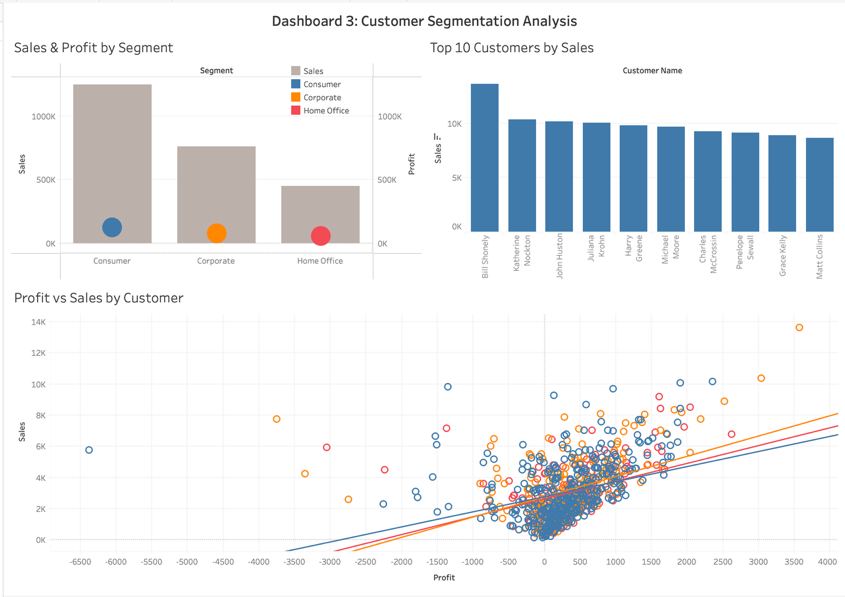 Dashboard 3: Customer Segmentation Analysis
Sales & Profit by Segment
Segment
Sales
Consumer
Corporate
Home Office
1000K
500K
0K
Sales
1000K
500K
0K
Profit
Consumer
Corporate
Home Office
Top 10 Customers by Sales
Customer Name
Sales
10K
5K
0K
Bill Shonely
Katherine
Nockton
John Huston
Juliana
Krohn
Harry
Greene
Michael
Moore
Charles
McCrossin
Penelope
Sewall
Grace Kelly
Matt Collins
Profit vs Sales by Customer
Sales
14K
12K
10K
8K
6K
4K
2K
0K
-6500 -6000 -5500 -5000 -4500 -4000 -3500 -3000 -2500 -2000 -1500 -1000 -500 0 500 1000 1500 2000 2500 3000 3500 4000
Profit